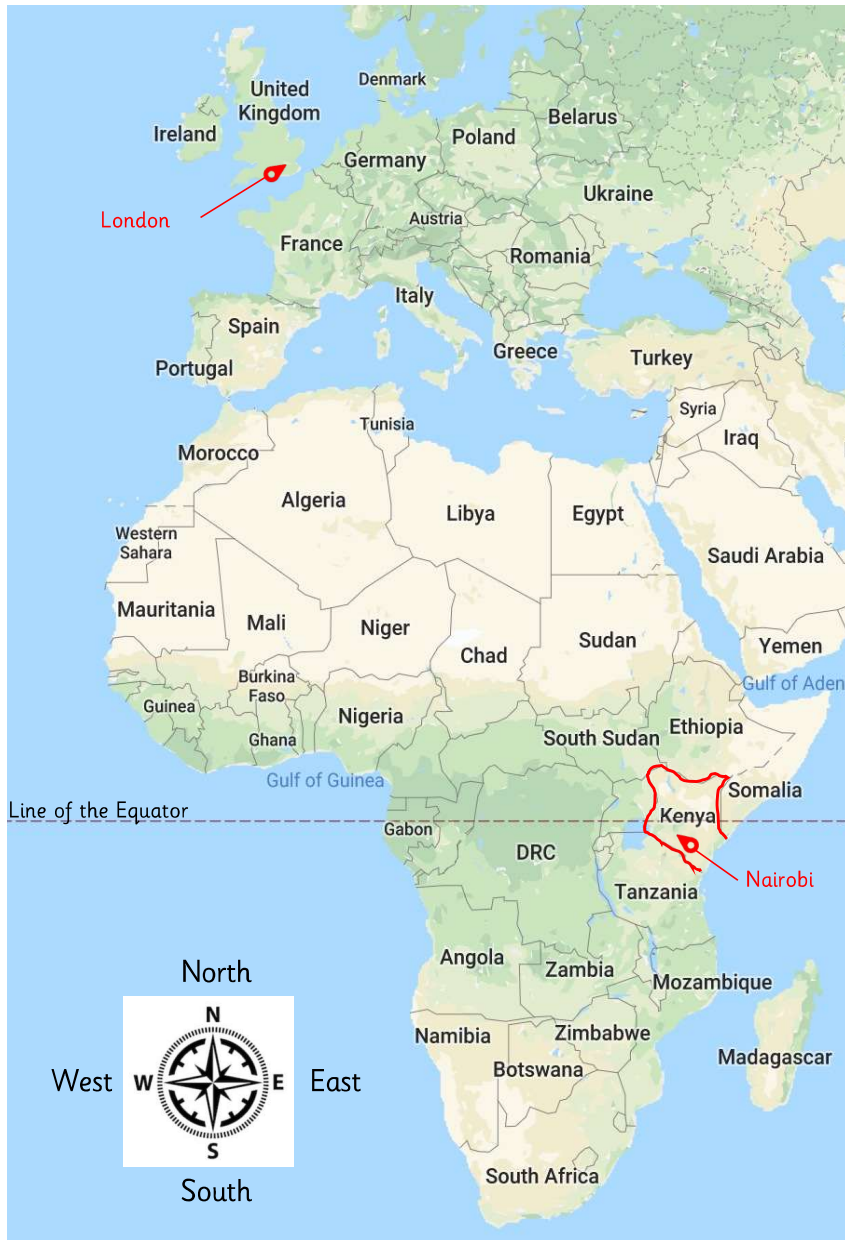 Denmark
United
Kingdom
Ireland
Belarus
Poland
Germany
Ukraine
London
Austria
France
Romania
Italy
Spain
Greece
Turkey
Portugal
Syria
Tunisia
Iraq
Morocco
Algeria
Libya
Egypt
Western
Sahara
Saudi Arabia
Mauritania
Mali
Niger
Sudan
Yemen
Chad
Burkina
Faso
Gulf of Aden
Guinea
Nigeria
Ethiopia
Ghana
South Sudan
Gulf of Guinea
Somalia
Line of the Equator
Kenya
Gabon
DRC
Nairobi
Tanzania
Angola
Zambia
Mozambique
Namibia
Zimbabwe
Botswana
Madagascar
South Africa
North
N
West
W
E
East
S
South